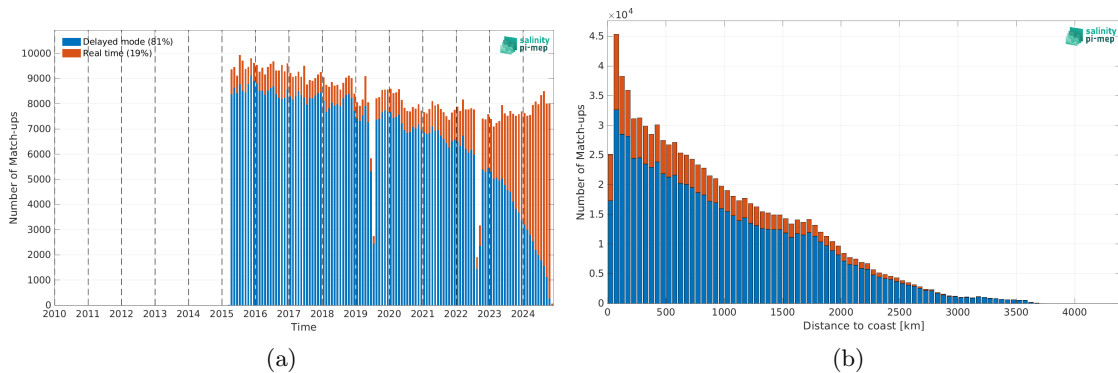 Delayed mode (81%)
Real time (19%)
salinity
pi-mep
10000
9000
8000
7000
6000
5000
4000
3000
2000
1000
0
Number of Match-ups
2010 2011 2012 2013 2014 2015 2016 2017 2018 2019 2020 2021 2022 2023 2024
Time
(a)
×10⁴
salinity
pi-mep
4.5
4
3.5
3
2.5
2
1.5
1
0.5
0
Number of Match-ups
0 500 1000 1500 2000 2500 3000 3500 4000
Distance to coast [km]
(b)